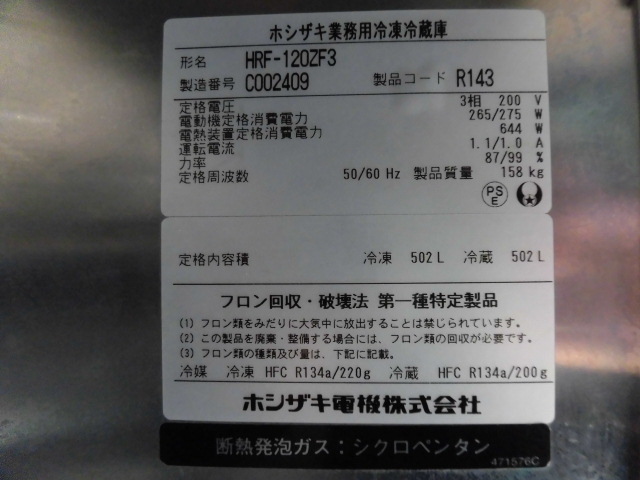 ホシザキ業務用冷凍冷蔵庫
形名 HRF-120ZF3
製造番号 C002409 製品コード R143
定格電圧 3相 200 V
電動機定格消費電力 265/275 W
電熱装置定格消費電力 644 W
運転電流 1.1/1.0 A
力率 87/99 %
定格周波数 50/60 Hz 製品質量 158 kg
PS E
定格内容積 冷凍 502 L 冷蔵 502 L
フロン回収・破壊法 第一種特定製品
(1) フロン類をみだりに大気中に放出することは禁じられています。
(2) この製品を廃棄・整備する場合には、フロン類の回収が必要です。
(3) フロン類の種類及び量は、下記に記載。
冷媒 冷凍 HFC R134a/220g 冷蔵 HFC R134a/200g
ホシザキ電機株式会社
断熱発泡ガス：シクロペンタン
471576C